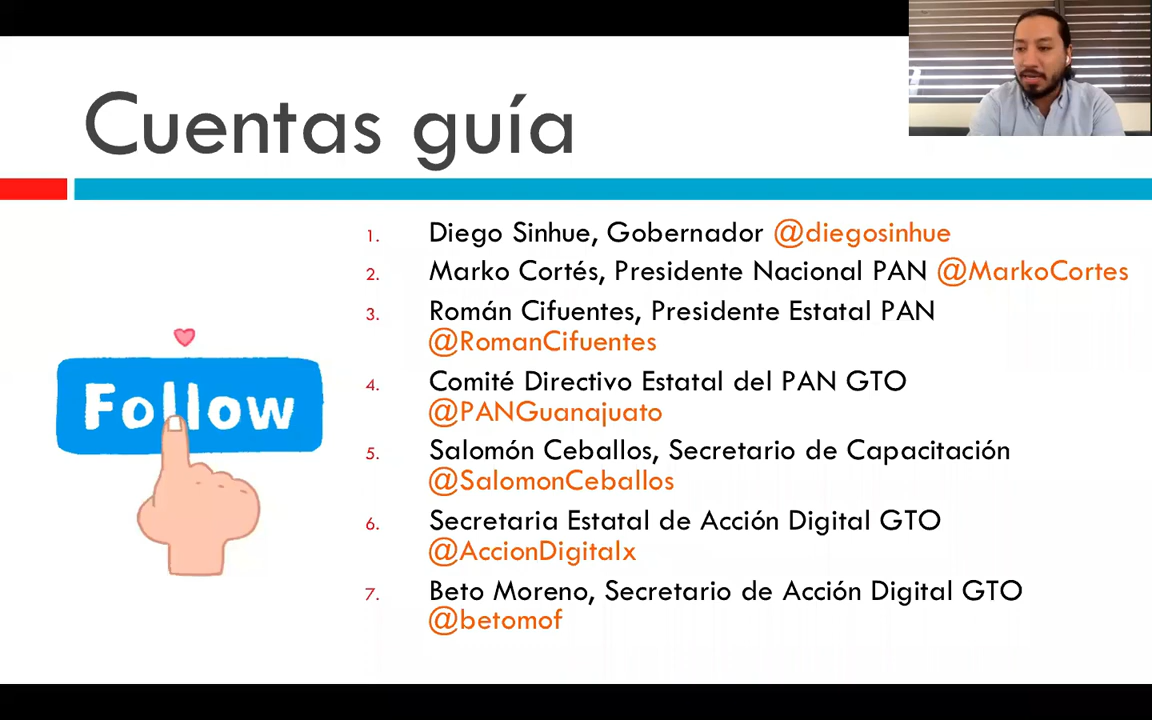 Cuentas guía
1. Diego Sinhue, Gobernador @diegosinhue
2. Marko Cortés, Presidente Nacional PAN @MarkoCortes
3. Román Cifuentes, Presidente Estatal PAN
@RomanCifuentes
4. Comité Directivo Estatal del PAN GTO
@PANGuanajuato
5. Salomón Ceballos, Secretario de Capacitación
@SalomonCeballos
6. Secretaria Estatal de Acción Digital GTO
@AccionDigitalx
7. Beto Moreno, Secretario de Acción Digital GTO
@betomof
Follow